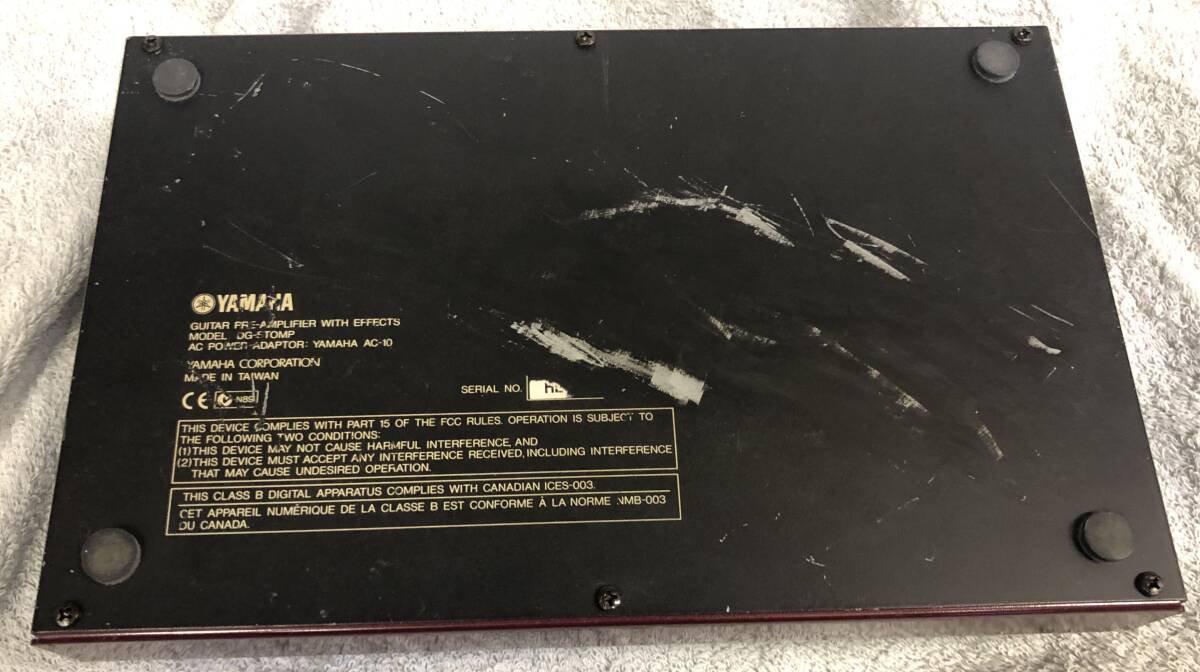 YAMAHA
GUITAR PRE-AMPLIFIER WITH EFFECTS
MODEL DG-STOMP
AC POWER ADAPTOR: YAMAHA AC-10
YAMAHA CORPORATION
MADE IN TAIWAN
CE N89
SERIAL NO.
THIS DEVICE COMPLIES WITH PART 15 OF THE FCC RULES. OPERATION IS SUBJECT TO
THE FOLLOWING TWO CONDITIONS:
(1) THIS DEVICE MAY NOT CAUSE HARMFUL INTERFERENCE, AND
(2) THIS DEVICE MUST ACCEPT ANY INTERFERENCE RECEIVED, INCLUDING INTERFERENCE
THAT MAY CAUSE UNDESIRED OPERATION.
THIS CLASS B DIGITAL APPARATUS COMPLIES WITH CANADIAN ICES-003.
CET APPAREIL NUMÉRIQUE DE LA CLASSE B EST CONFORME À LA NORME NMB-003
DU CANADA.